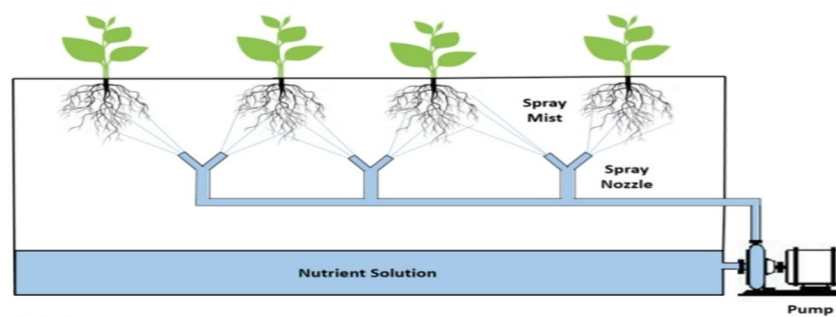 Spray
Mist
Spray
Nozzle
Nutrient Solution
Pump